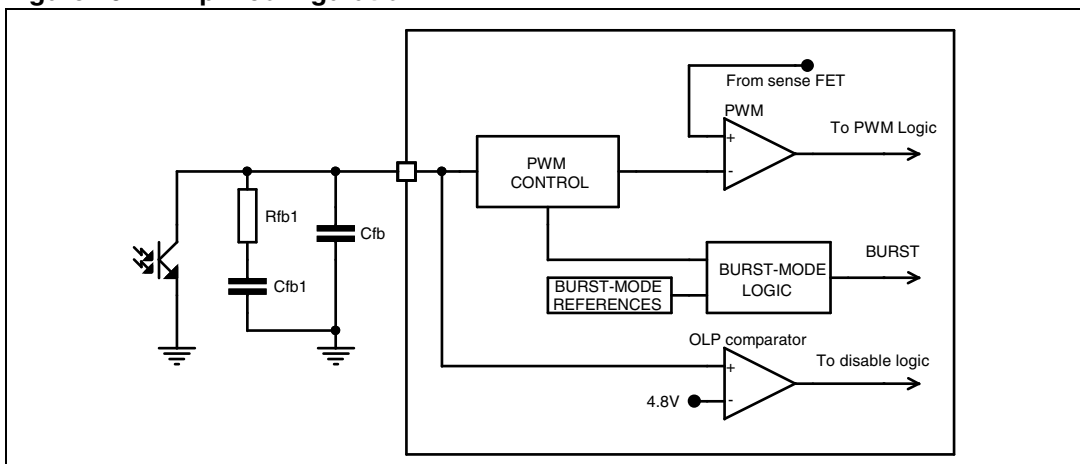 From sense FET
PWM
To PWM Logic
+
-
PWM
CONTROL
Rfb1
Cfb
Cfb1
BURST
BURST-MODE
LOGIC
BURST-MODE
REFERENCES
OLP comparator
To disable logic
+
4.8V
-